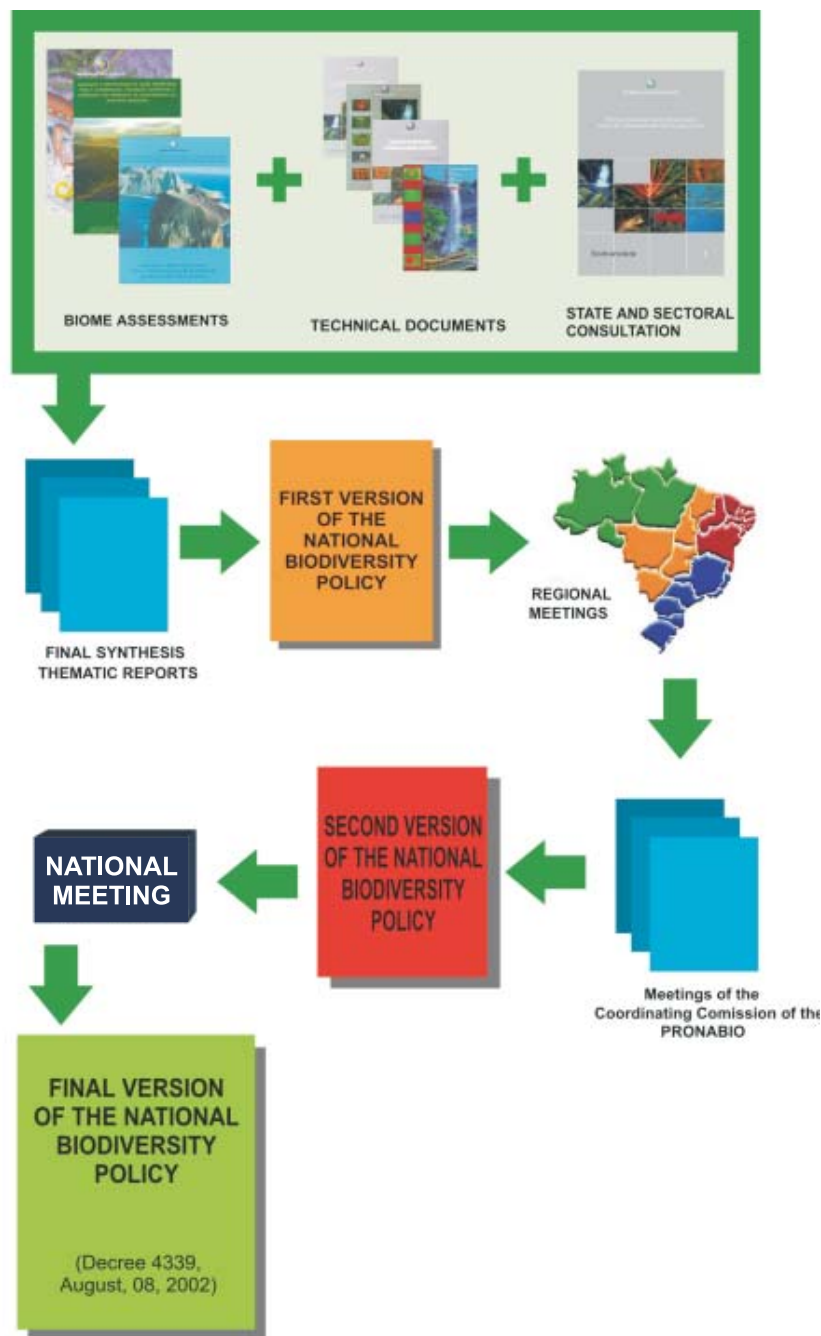 BIOME ASSESSMENTS
TECHNICAL DOCUMENTS
STATE AND SECTORAL
CONSULTATION
FINAL SYNTHESIS
THEMATIC REPORTS
FIRST VERSION
OF THE
NATIONAL
BIODIVERSITY
POLICY
REGIONAL
MEETINGS
Meetings of the
Coordinating Comission of the
PRONABIO
SECOND VERSION
OF THE NATIONAL
BIODIVERSITY
POLICY
NATIONAL
MEETING
FINAL VERSION
OF THE NATIONAL
BIODIVERSITY
POLICY
(Decree 4339,
August, 08, 2002)